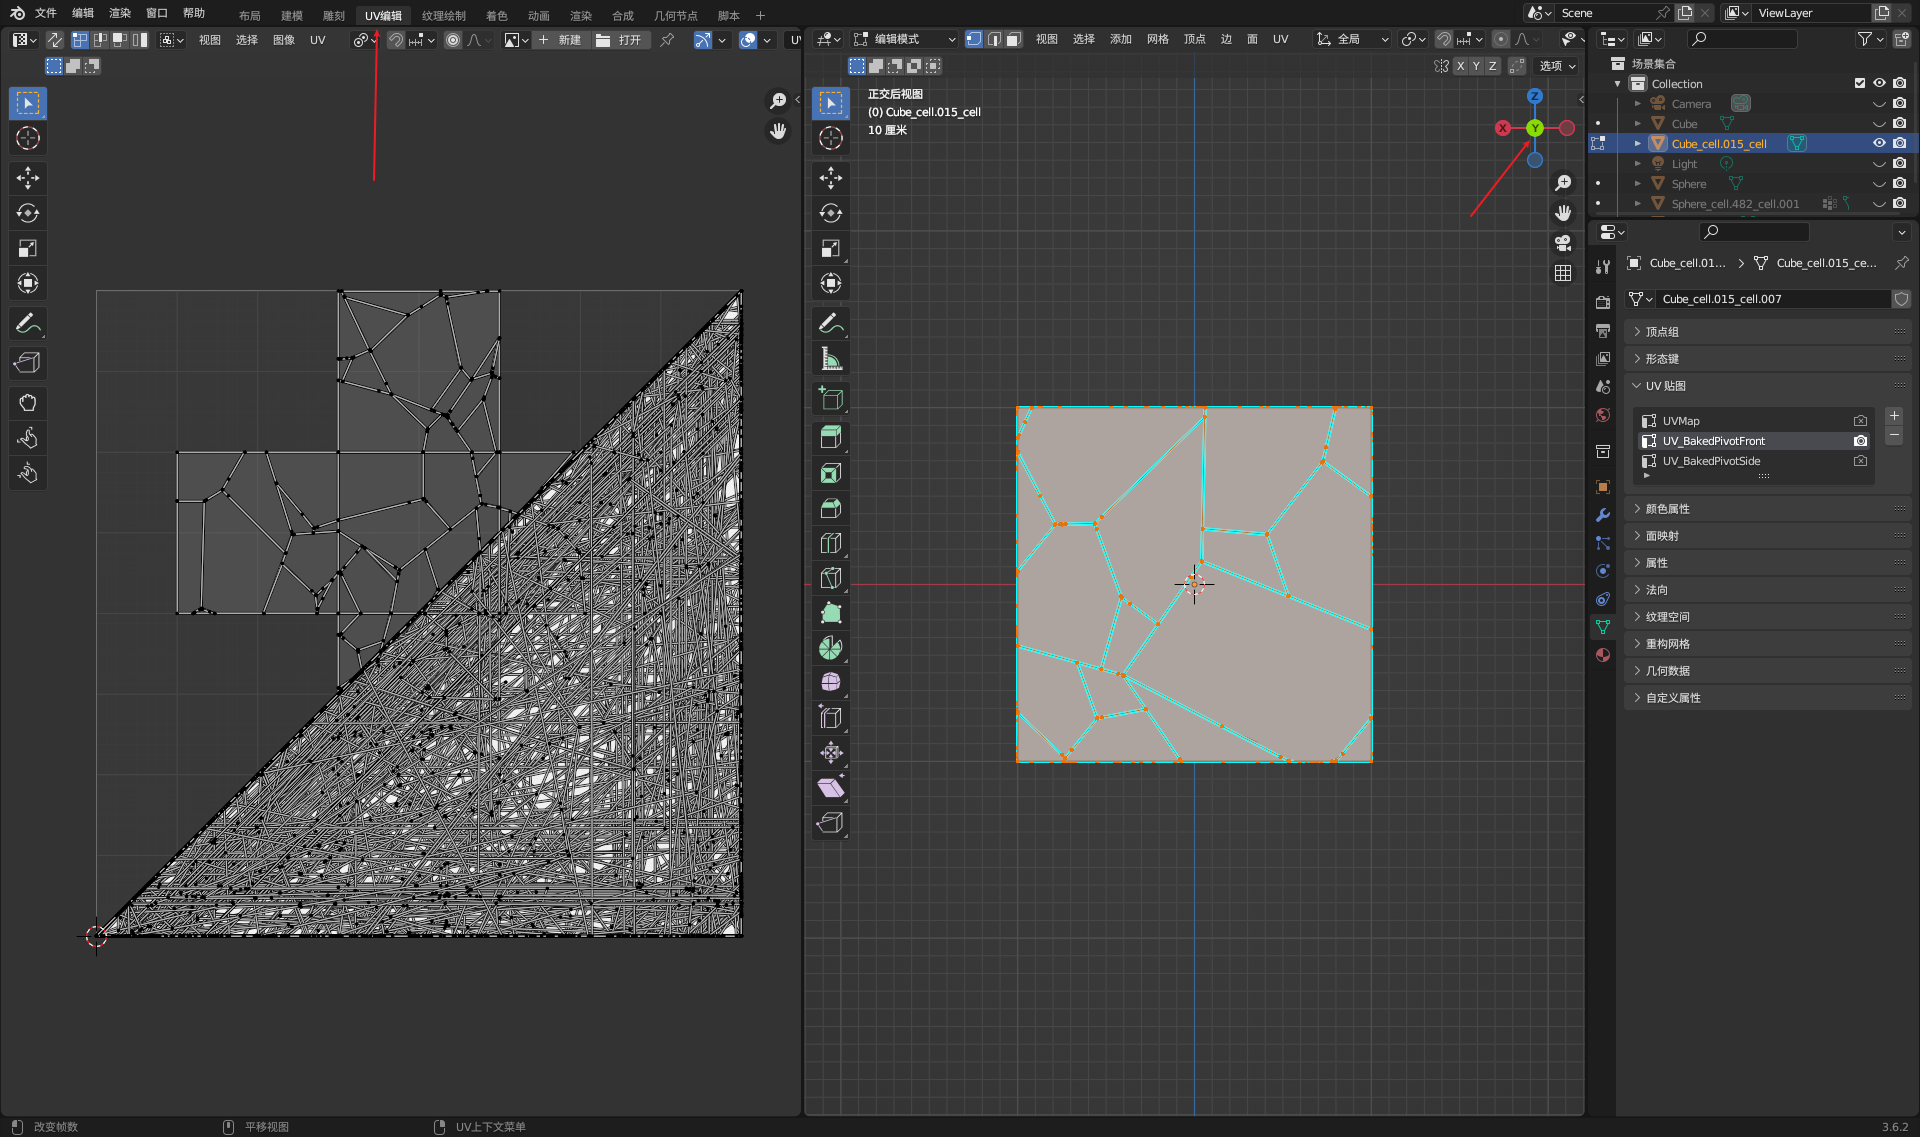 文件 编辑 渲染 窗口 帮助 布局 建模 雕刻 UV编辑 纹理绘制 着色 动画 渲染 合成 几何节点 脚本 + Scene ViewLayer
视图 选择 图像 UV 新建 打开
编辑模式 视图 选择 添加 网格 顶点 边 面 UV 全局
X Y Z 选项
正交后视图
(0) Cube_cell.015_cell
10 厘米
Z
X Y
场景集合
Collection
Camera
Cube
Cube_cell.015_cell
Light
Sphere
Sphere_cell.482_cell.001
Cube_cell.01... Cube_cell.015_ce...
Cube_cell.015_cell.007
顶点组
形态键
UV 贴图
UVMap
UV_BakedPivotFront
UV_BakedPivotSide
颜色属性
面映射
属性
法向
纹理空间
重构网格
几何数据
自定义属性
改变帧数 平移视图 UV上下文菜单 3.6.2